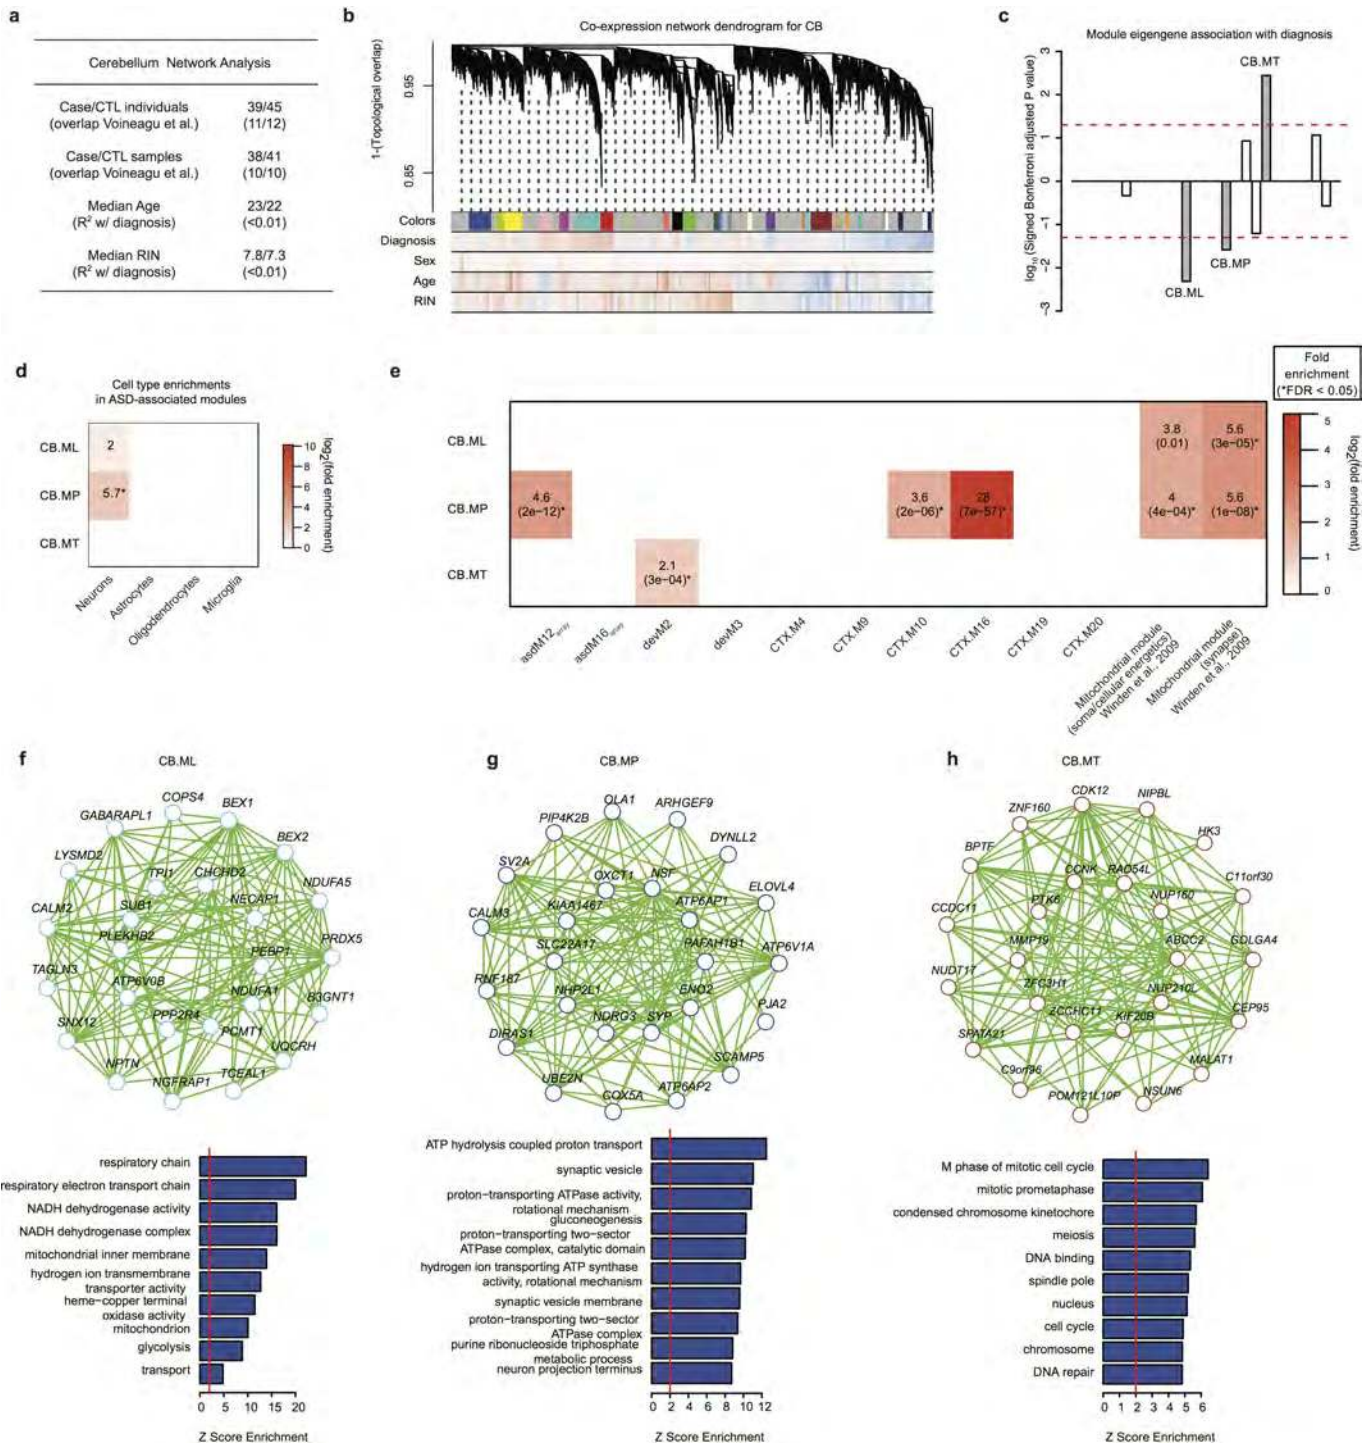 a
Cerebellum Network Analysis
Case/CTL individuals 39/45
(overlap Voineagu et al.) (11/12)
Case/CTL samples 38/41
(overlap Voineagu et al.) (10/10)
Median Age 23/22
(R² w/ diagnosis) (<0.01)
Median RIN 7.8/7.3
(R² w/ diagnosis) (<0.01)
b
Co-expression network dendrogram for CB
1-(Topological overlap)
0.95
0.85
Colors
Diagnosis
Sex
Age
RIN
c
Module eigengene association with diagnosis
log₁₀(Signed Bonferroni adjusted P value)
3
2
1
0
−1
−2
−3
CB.MT
CB.MP
CB.ML
d
Cell type enrichments
in ASD-associated modules
CB.ML
CB.MP
CB.MT
2
5.7*
Neurons
Astrocytes
Oligodendrocytes
Microglia
10
8
6
4
2
0
log₂(fold enrichment)
e
Fold
enrichment
(*FDR < 0.05)
CB.ML
3.8
(0.01)
5.6
(3e−05)*
CB.MP
4.6
(2e−12)*
3.6
(2e−06)*
28
(7e−57)*
4
(4e−04)*
5.6
(1e−08)*
CB.MT
2.1
(3e−04)*
asdM12array
asdM16array
devM2
devM3
CTX.M4
CTX.M9
CTX.M10
CTX.M16
CTX.M19
CTX.M20
Mitochondrial module
(soma/cellular energetics)
Winden et al., 2009
Mitochondrial module
(synapse)
Winden et al., 2009
5
4
3
2
1
0
log₂(fold enrichment)
f
CB.ML
COPS4
BEX1
GABARAPL1
BEX2
LYSMD2
TPI1
CHCHD2
NDUFA5
CALM2
SUB1
NECAP1
PLEKHB2
PRDX5
PEBP1
TAGLN3
ATP6V0B
NDUFA1
B3GNT1
SNX12
PPP2R4
PCMT1
UQCRH
NPTN
NGFRAP1
TCEAL1
respiratory chain
respiratory electron transport chain
NADH dehydrogenase activity
NADH dehydrogenase complex
mitochondrial inner membrane
hydrogen ion transmembrane
transporter activity
heme−copper terminal
oxidase activity
mitochondrion
glycolysis
transport
0 5 10 15 20
Z Score Enrichment
g
CB.MP
OLA1
ARHGEF9
PIP4K2B
DYNLL2
SV2A
OXCT1
NSF
ELOVL4
CALM3
KIAA1467
ATP6AP1
SLC22A17
PAFAH1B1
ATP6V1A
RNF187
NHP2L1
ENO2
PJA2
DIRAS1
NDRG3
SYP
SCAMP5
UBE2N
COX5A
ATP6AP2
ATP hydrolysis coupled proton transport
synaptic vesicle
proton−transporting ATPase activity,
rotational mechanism
gluconeogenesis
proton−transporting two−sector
ATPase complex, catalytic domain
hydrogen ion transporting ATP synthase
activity, rotational mechanism
synaptic vesicle membrane
proton−transporting two−sector
ATPase complex
purine ribonucleoside triphosphate
metabolic process
neuron projection terminus
0 2 4 6 8 10 12
Z Score Enrichment
h
CB.MT
CDK12
NIPBL
ZNF160
HK3
BPTF
CCNK
RAD54L
C11orf30
CCDC11
PTK6
NUP160
MMP19
ABCC2
GOLGA4
NUDT17
ZFC3H1
NUP210L
CEP95
SPATA21
ZCCHC11
KIF20B
MALAT1
C9orf96
POM121L10P
NSUN6
M phase of mitotic cell cycle
mitotic prometaphase
condensed chromosome kinetochore
meiosis
DNA binding
spindle pole
nucleus
cell cycle
chromosome
DNA repair
0 1 2 3 4 5 6
Z Score Enrichment